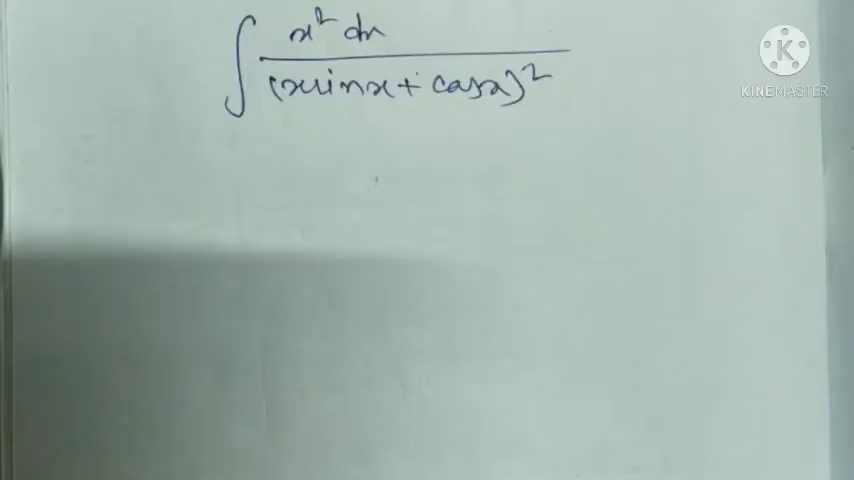 ∫ x² dx / (x sin x + cos x)²
K
KINEMASTER